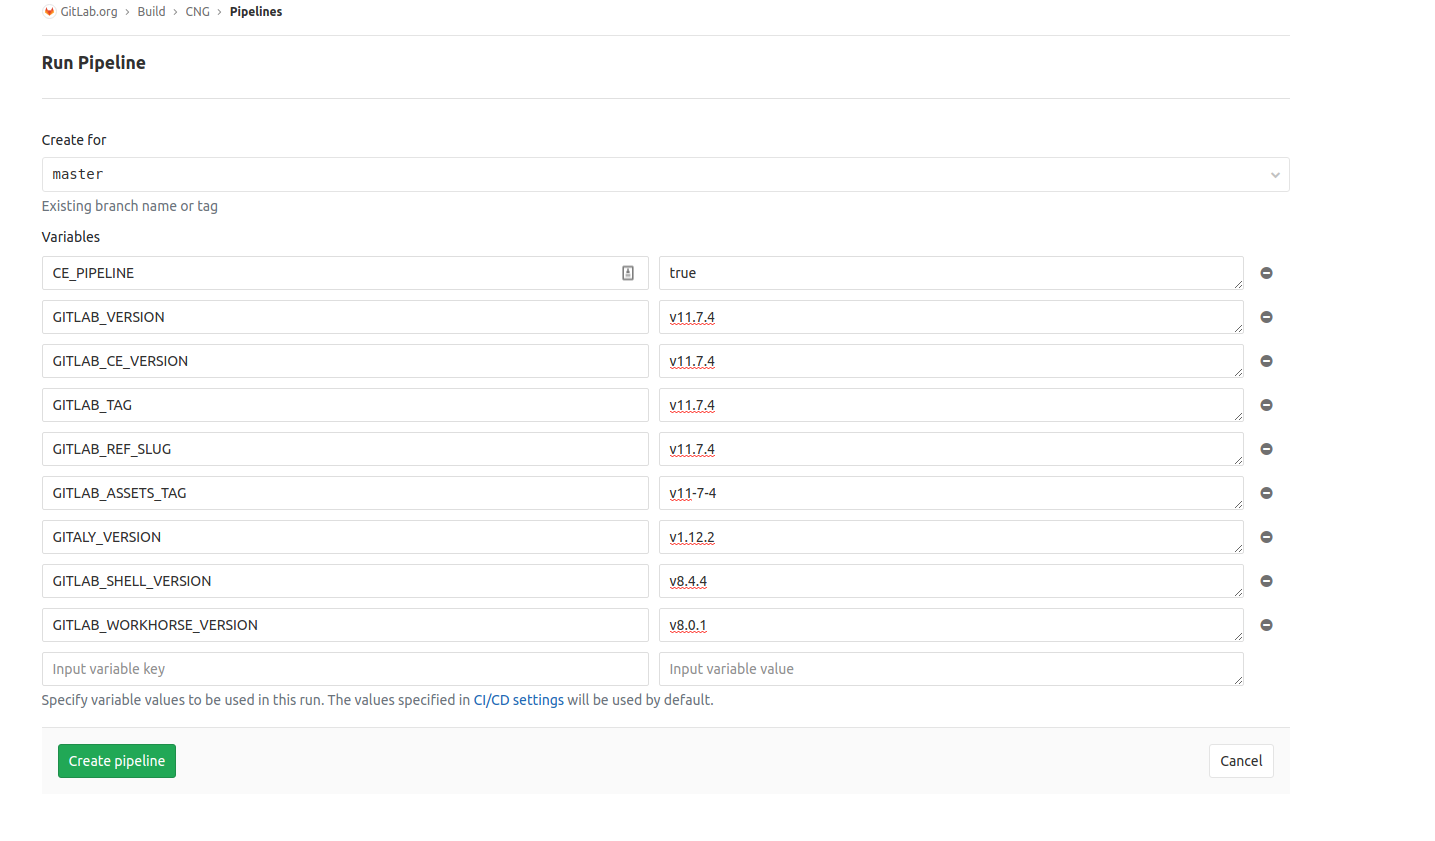 GitLab.org › Build › CNG › Pipelines
Run Pipeline
Create for
master
Existing branch name or tag
Variables
CE_PIPELINE true
GITLAB_VERSION v11.7.4
GITLAB_CE_VERSION v11.7.4
GITLAB_TAG v11.7.4
GITLAB_REF_SLUG v11.7.4
GITLAB_ASSETS_TAG v11-7-4
GITALY_VERSION v1.12.2
GITLAB_SHELL_VERSION v8.4.4
GITLAB_WORKHORSE_VERSION v8.0.1
Input variable key Input variable value
Specify variable values to be used in this run. The values specified in CI/CD settings will be used by default.
Create pipeline Cancel